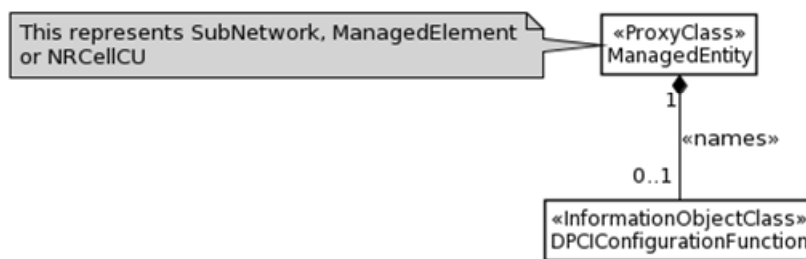 This represents SubNetwork, ManagedElement
or NRCellCU
«ProxyClass»
ManagedEntity
1
«names»
0..1
«InformationObjectClass»
DPCIConfigurationFunction